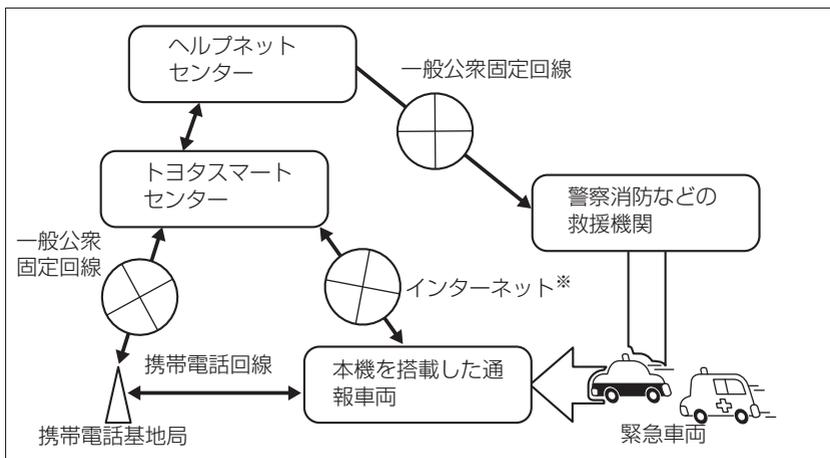 ヘルプネット
センター
一般公衆固定回線
トヨタスマート
センター
警察消防などの
救援機関
一般公衆
固定回線
インターネット※
携帯電話回線
本機を搭載した通
報車両
携帯電話基地局
緊急車両